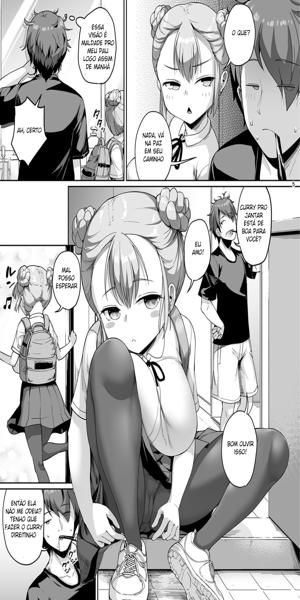 O QUE?
ESSA
VISÃO É
MALDADE PRO
MEU PAU
LOGO ASSIM
DE MANHÃ
NADA, VÁ
NA PAZ
EM SEU
CAMINHO
AH, CERTO
CURRY PRO
JANTAR
ESTÁ DE
BOA PARA
VOCÊ?
EU
AMO!
MAL
POSSO
ESPERAR
BOM OUVIR
ISSO!
ENTÃO ELA
NÃO ME ODEIA?
TENHO QUE
FAZER O CURRY
DIREITINHO